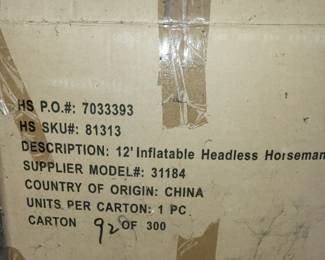 HS P.O.#: 7033393
HS SKU#: 81313
DESCRIPTION: 12' Inflatable Headless Horseman
SUPPLIER MODEL#: 31184
COUNTRY OF ORIGIN: CHINA
UNITS PER CARTON: 1 PC
CARTON 92 OF 300